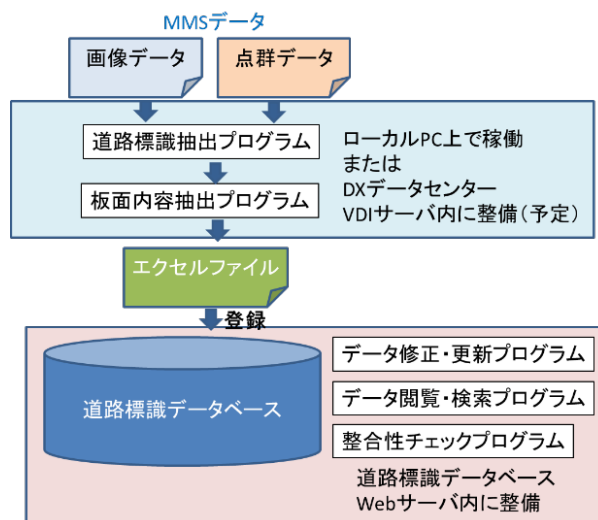 MMSデータ
画像データ
点群データ
道路標識抽出プログラム
板面内容抽出プログラム
ローカルPC上で稼働
または
DXデータセンター
VDIサーバ内に整備(予定)
エクセルファイル
登録
道路標識データベース
データ修正・更新プログラム
データ閲覧・検索プログラム
整合性チェックプログラム
道路標識データベース
Webサーバ内に整備